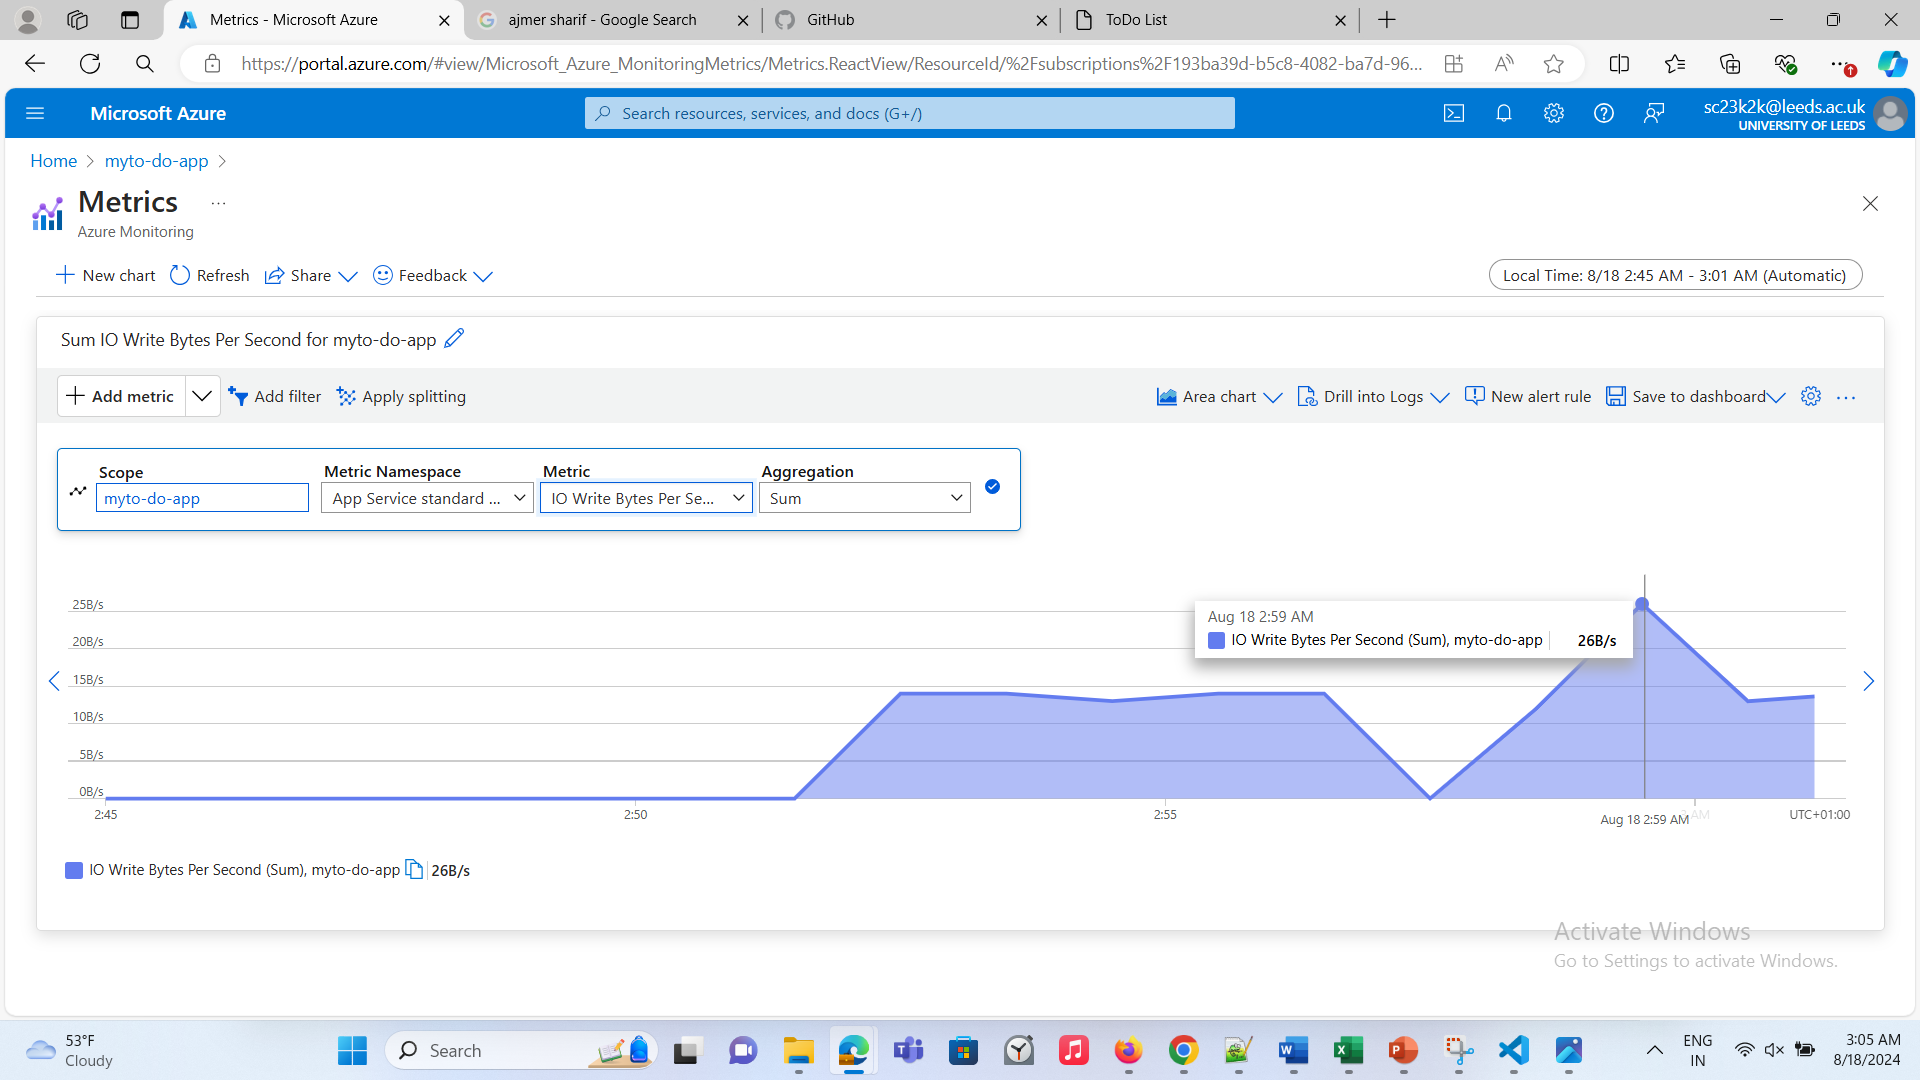 Metrics - Microsoft Azure
ajmer sharif - Google Search
GitHub
ToDo List
https://portal.azure.com/#view/Microsoft_Azure_MonitoringMetrics/Metrics.ReactView/ResourceId/%2Fsubscriptions%2F193ba39d-b5c8-4082-ba7d-96...
Microsoft Azure
Search resources, services, and docs (G+/)
sc23k2k@leeds.ac.uk
UNIVERSITY OF LEEDS
Home > myto-do-app >
Metrics ...
Azure Monitoring
New chart
Refresh
Share
Feedback
Local Time: 8/18 2:45 AM - 3:01 AM (Automatic)
Sum IO Write Bytes Per Second for myto-do-app
Add metric
Add filter
Apply splitting
Area chart
Drill into Logs
New alert rule
Save to dashboard
Scope
myto-do-app
Metric Namespace
App Service standard ...
Metric
IO Write Bytes Per Se...
Aggregation
Sum
25B/s
20B/s
15B/s
10B/s
5B/s
0B/s
Aug 18 2:59 AM
IO Write Bytes Per Second (Sum), myto-do-app
26B/s
2:45
2:50
2:55
Aug 18 2:59 AM
AM
UTC+01:00
IO Write Bytes Per Second (Sum), myto-do-app
26B/s
Activate Windows
Go to Settings to activate Windows.
53°F
Cloudy
Search
ENG
IN
3:05 AM
8/18/2024